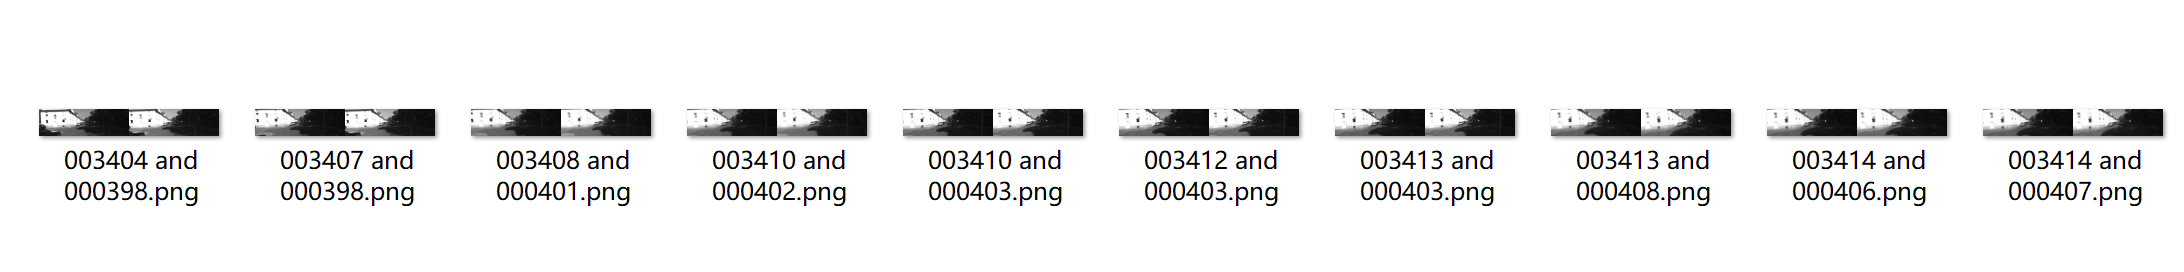 003404 and
000398.png
003407 and
000398.png
003408 and
000401.png
003410 and
000402.png
003410 and
000403.png
003412 and
000403.png
003413 and
000403.png
003413 and
000408.png
003414 and
000406.png
003414 and
000407.png